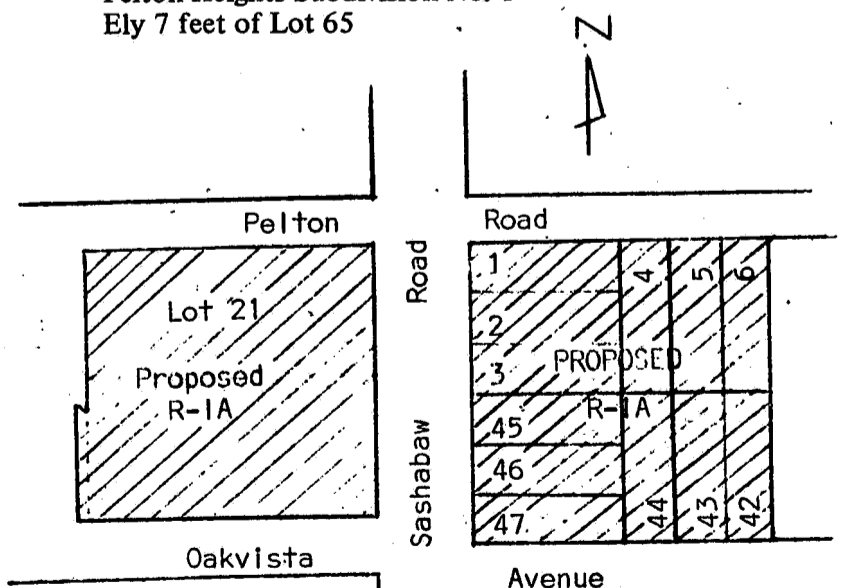 Ely 7 feet of Lot 65
N
Pelton Road
Sashabaw Road
Lot 21
Proposed
R-1A
1
2
3
4
5
6
PROPOSED
R-1A
45
46
47
44
43
42
Oakvista Avenue